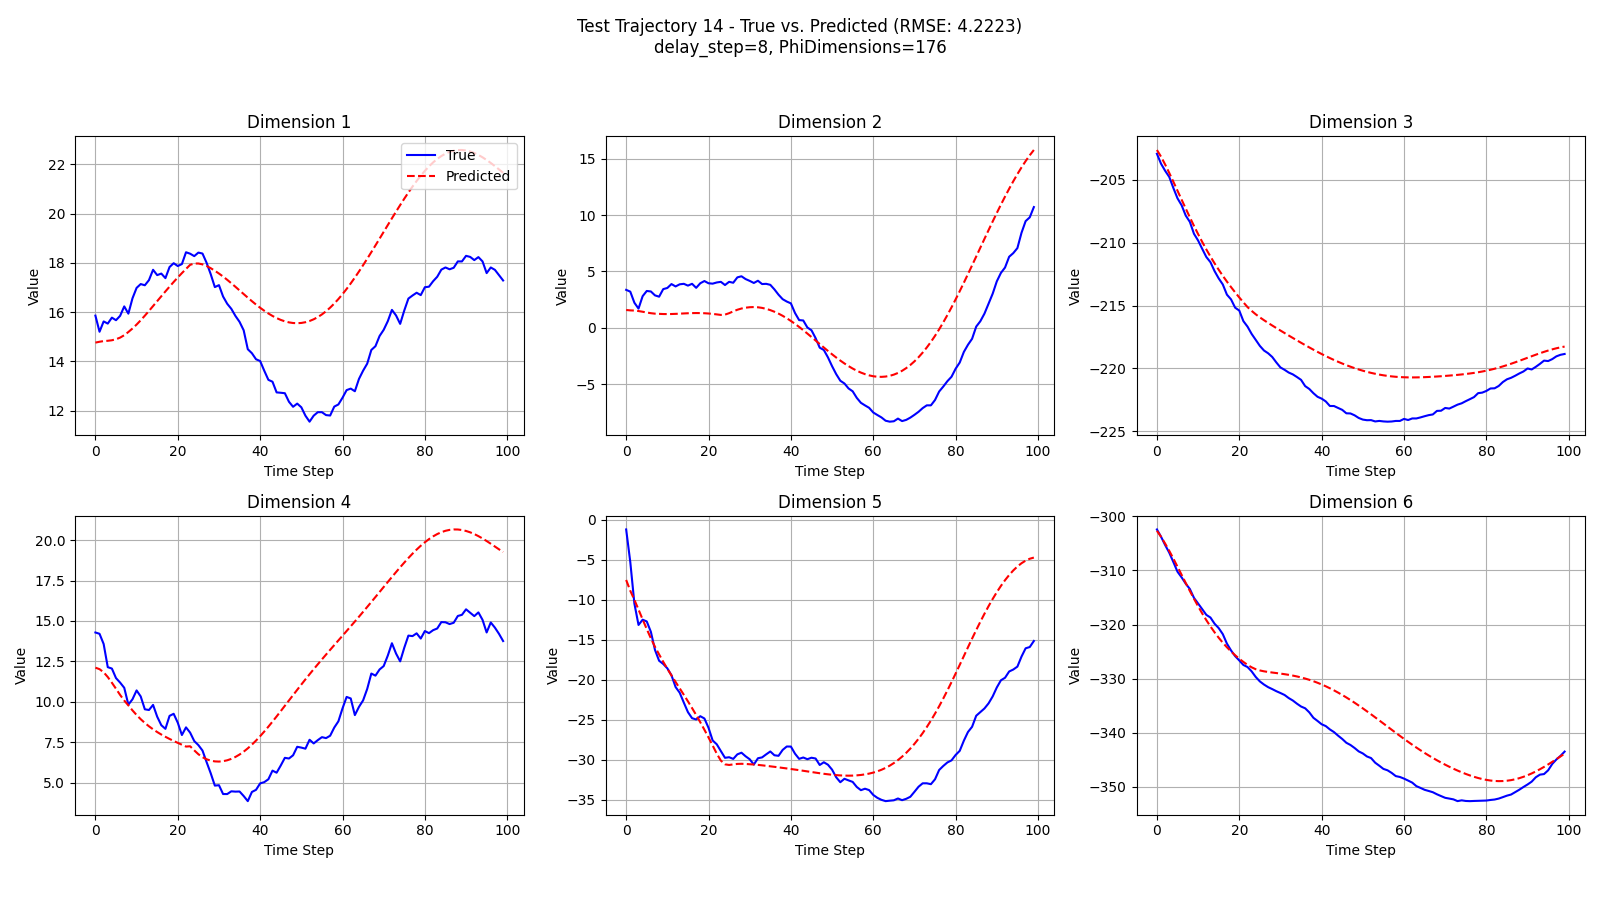 Test Trajectory 14 - True vs. Predicted (RMSE: 4.2223)
delay_step=8, PhiDimensions=176
Dimension 1
Value
22
20
18
16
14
12
0 20 40 60 80 100
Time Step
True
Predicted
Dimension 2
Value
15
10
5
0
−5
0 20 40 60 80 100
Time Step
Dimension 3
Value
−205
−210
−215
−220
−225
0 20 40 60 80 100
Time Step
Dimension 4
Value
20.0
17.5
15.0
12.5
10.0
7.5
5.0
0 20 40 60 80 100
Time Step
Dimension 5
Value
0
−5
−10
−15
−20
−25
−30
−35
0 20 40 60 80 100
Time Step
Dimension 6
Value
−300
−310
−320
−330
−340
−350
0 20 40 60 80 100
Time Step